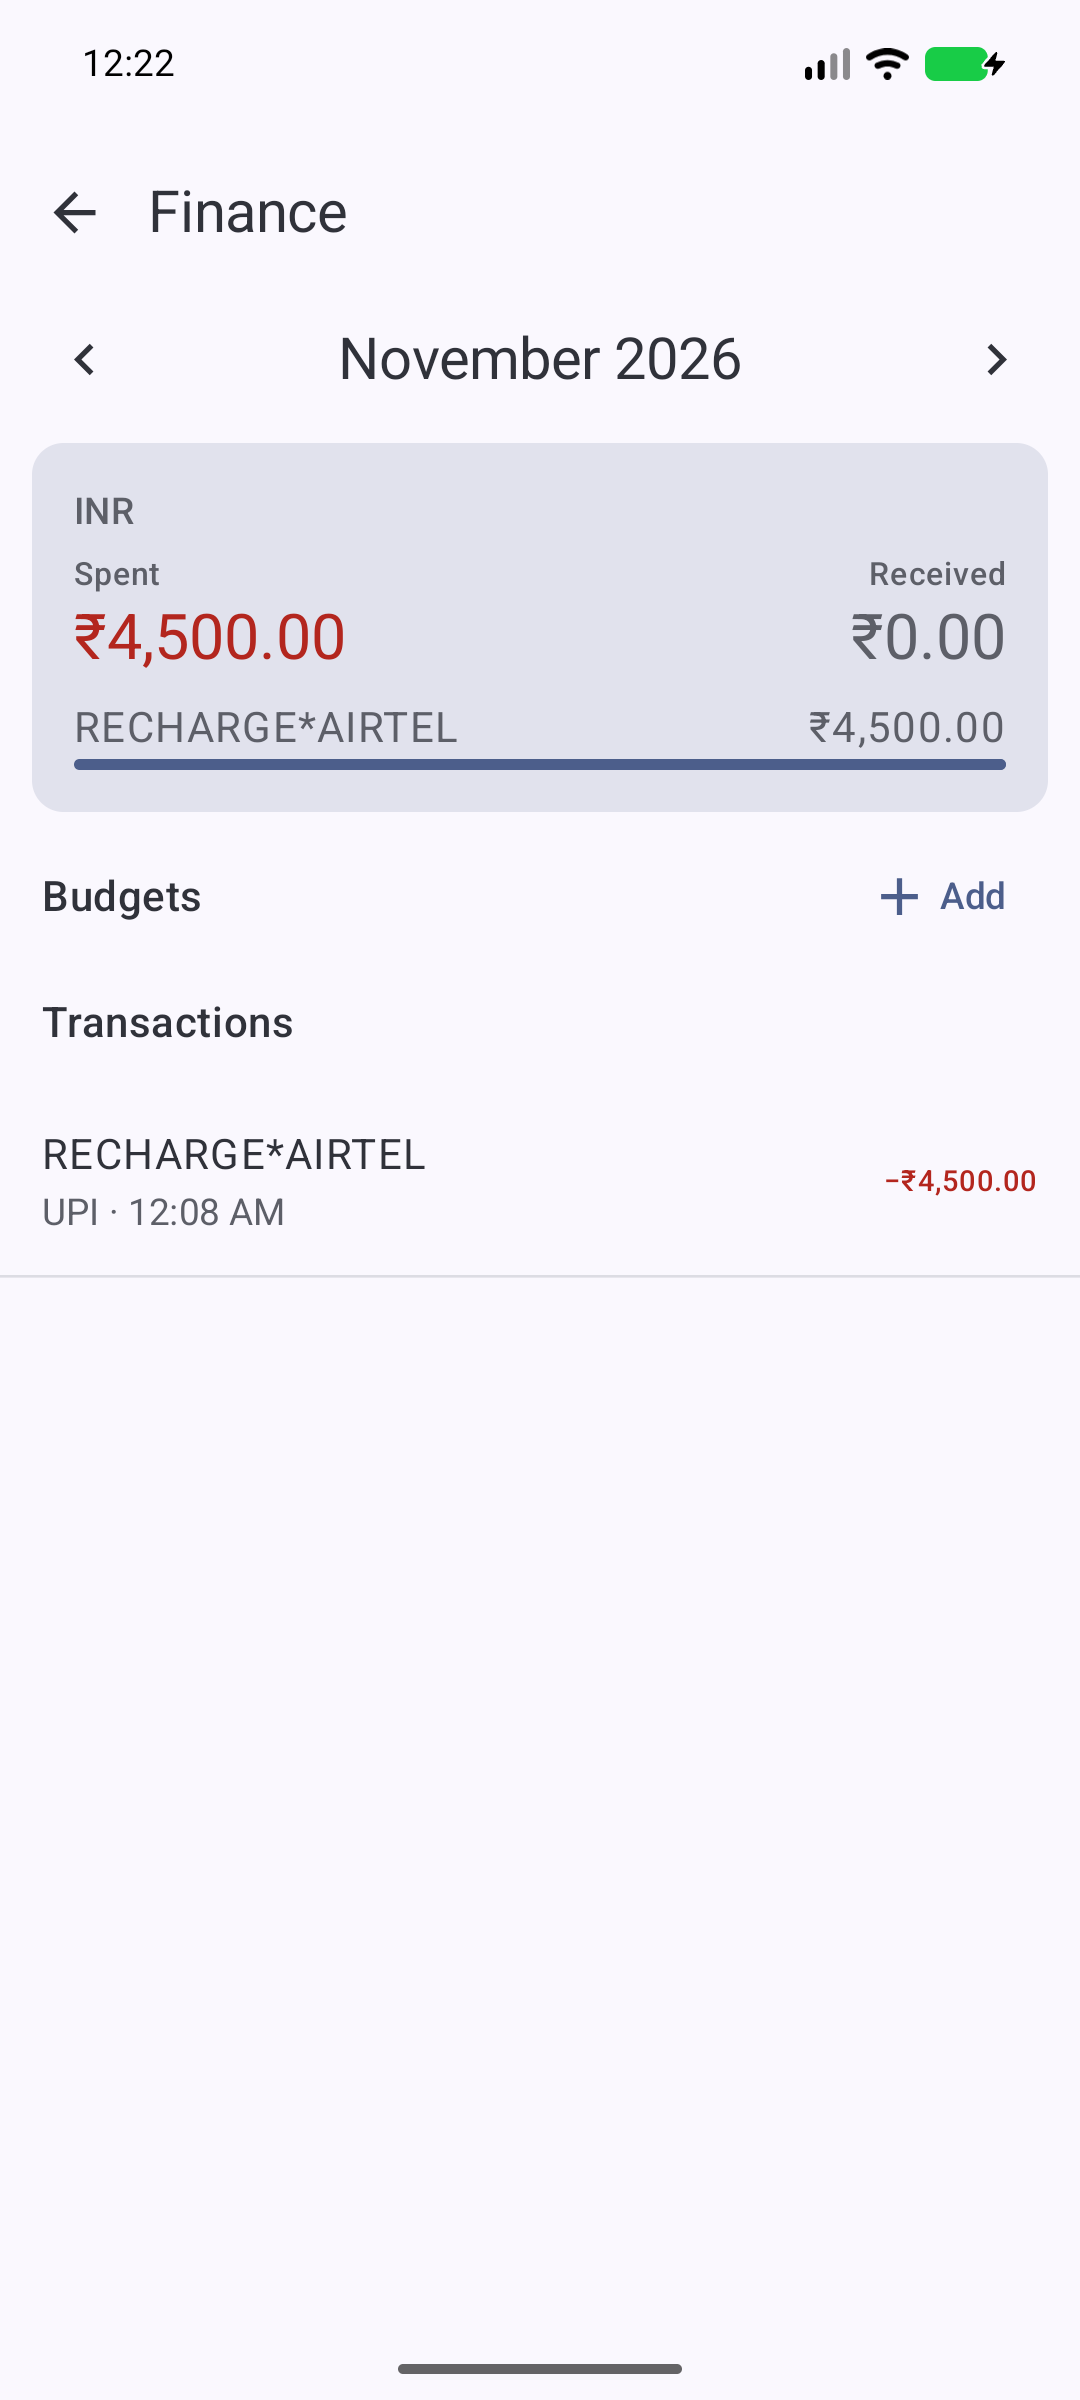 12:22
Finance
November 2026
INR
Spent Received
₹4,500.00 ₹0.00
RECHARGE*AIRTEL ₹4,500.00
Budgets + Add
Transactions
RECHARGE*AIRTEL
−₹4,500.00
UPI · 12:08 AM